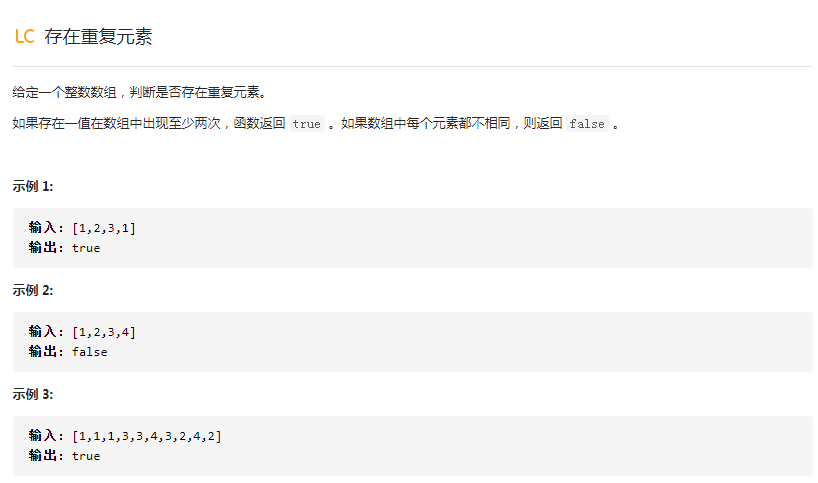 LC 存在重复元素
给定一个整数数组，判断是否存在重复元素。
如果存在一值在数组中出现至少两次，函数返回 true 。如果数组中每个元素都不相同，则返回 false 。
示例 1:
输入: [1,2,3,1]
输出: true
示例 2:
输入: [1,2,3,4]
输出: false
示例 3:
输入: [1,1,1,3,3,4,3,2,4,2]
输出: true